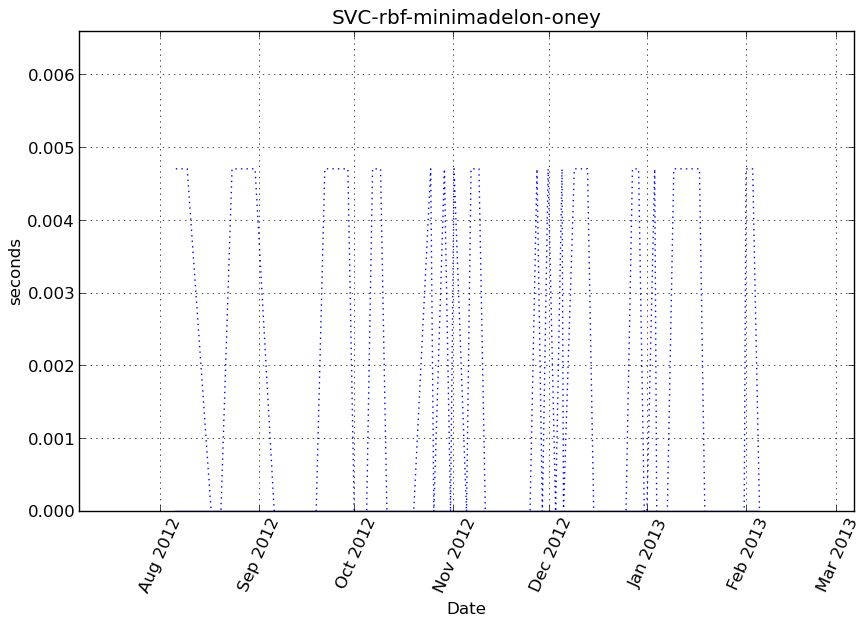 SVC-rbf-minimadelon-oney
0.006
0.005
0.004
0.003
0.002
0.001
0.000
seconds
Aug 2012
Sep 2012
Oct 2012
Nov 2012
Dec 2012
Jan 2013
Feb 2013
Mar 2013
Date